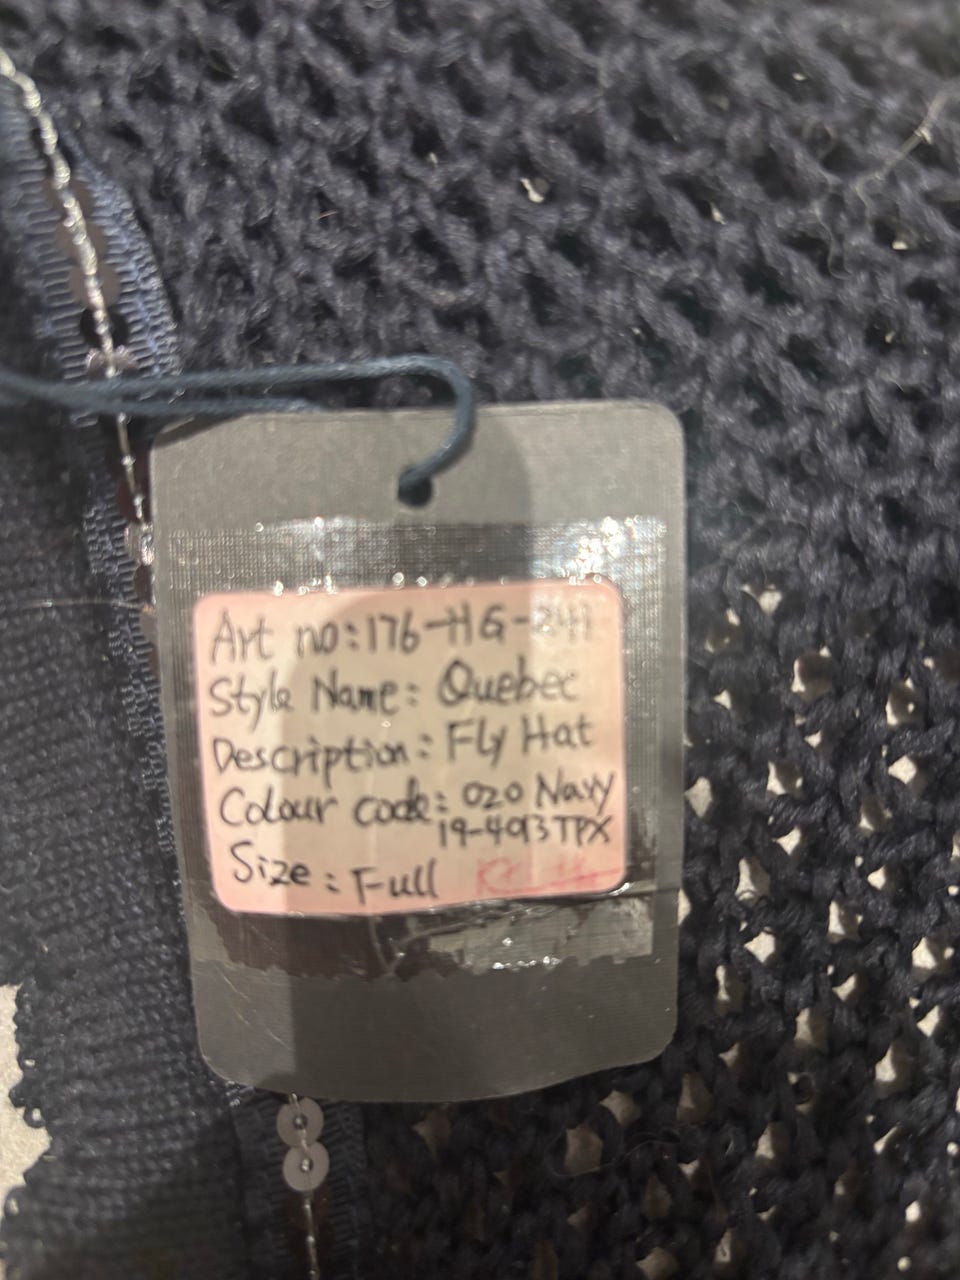 Art no:176-HG-241
Style Name: Quebec
Description: Fly Hat
Colour code: 020 Navy
19-4013TPX
Size: Full